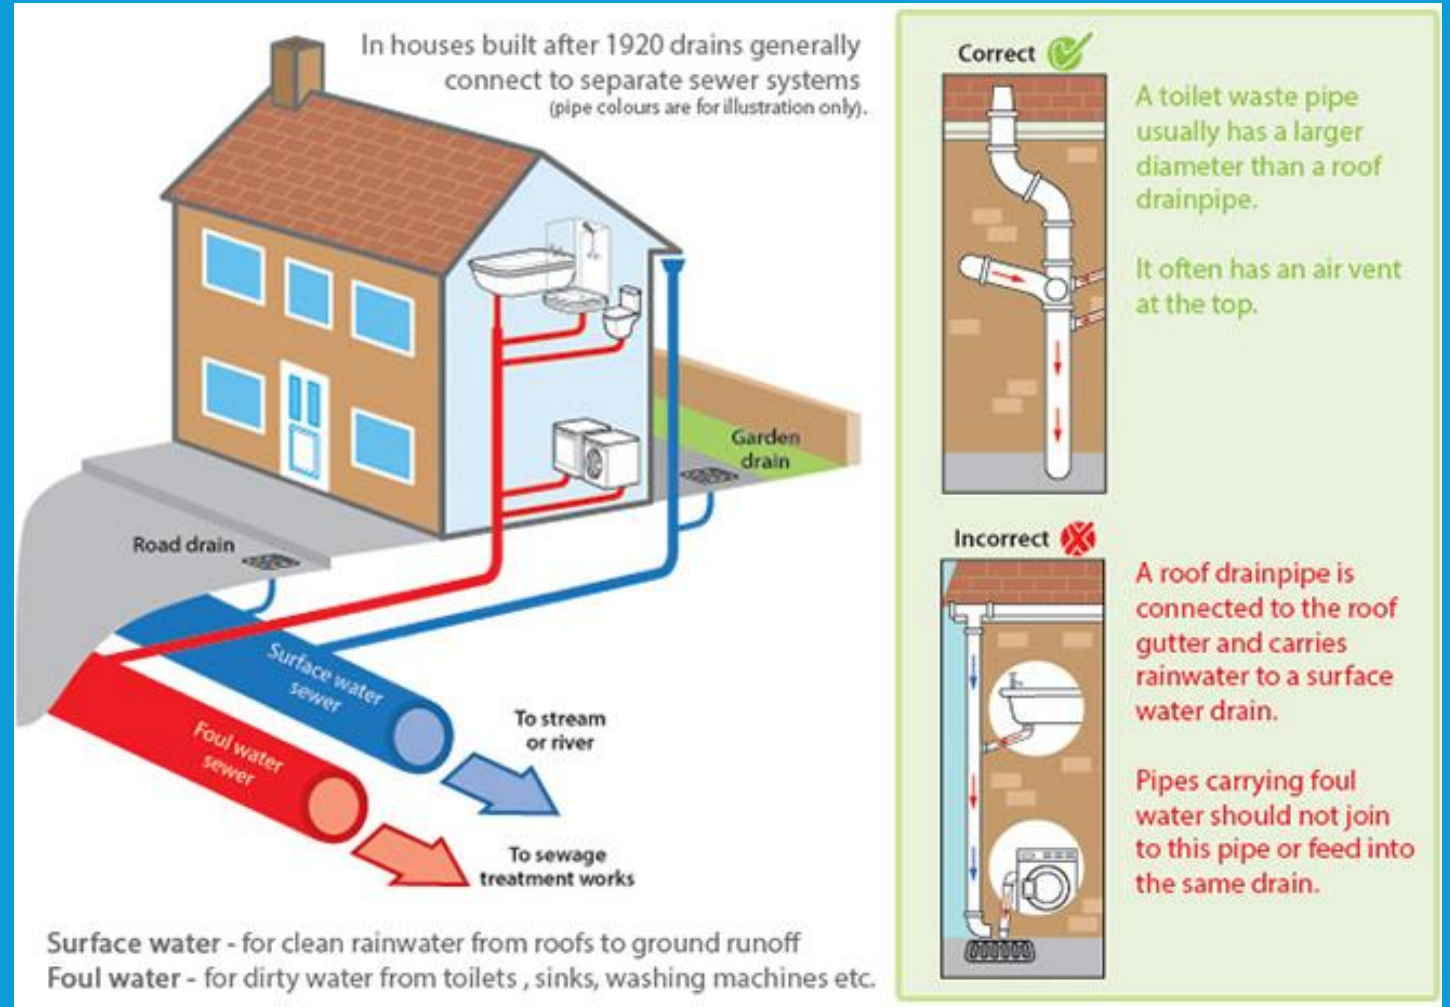 In houses built after 1920 drains generally
connect to separate sewer systems
(pipe colours are for illustration only).
Garden
drain
Road drain
Surface water
sewer
Foul water
sewer
To stream
or river
To sewage
treatment works
Surface water - for clean rainwater from roofs to ground runoff
Foul water - for dirty water from toilets , sinks, washing machines etc.
Correct
A toilet waste pipe
usually has a larger
diameter than a roof
drainpipe.
It often has an air vent
at the top.
Incorrect
A roof drainpipe is
connected to the roof
gutter and carries
rainwater to a surface
water drain.
Pipes carrying foul
water should not join
to this pipe or feed into
the same drain.